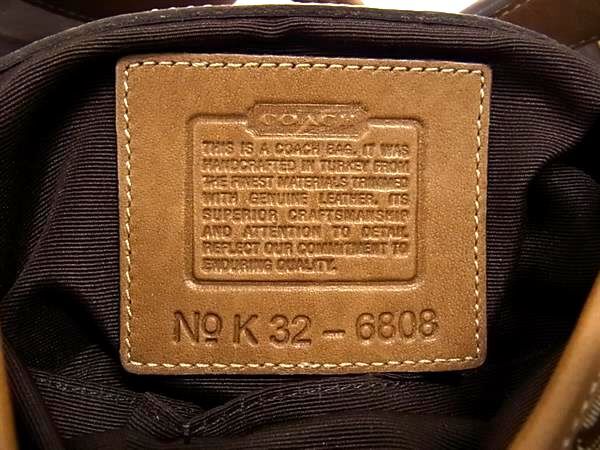 COACH
THIS IS A COACH BAG. IT WAS
HANDCRAFTED IN TURKEY FROM
THE FINEST MATERIALS TRIMMED
WITH GENUINE LEATHER. ITS
SUPERIOR CRAFTSMANSHIP
AND ATTENTION TO DETAIL
REFLECT OUR COMMITMENT TO
ENDURING QUALITY.
Nº K 32 - 6808